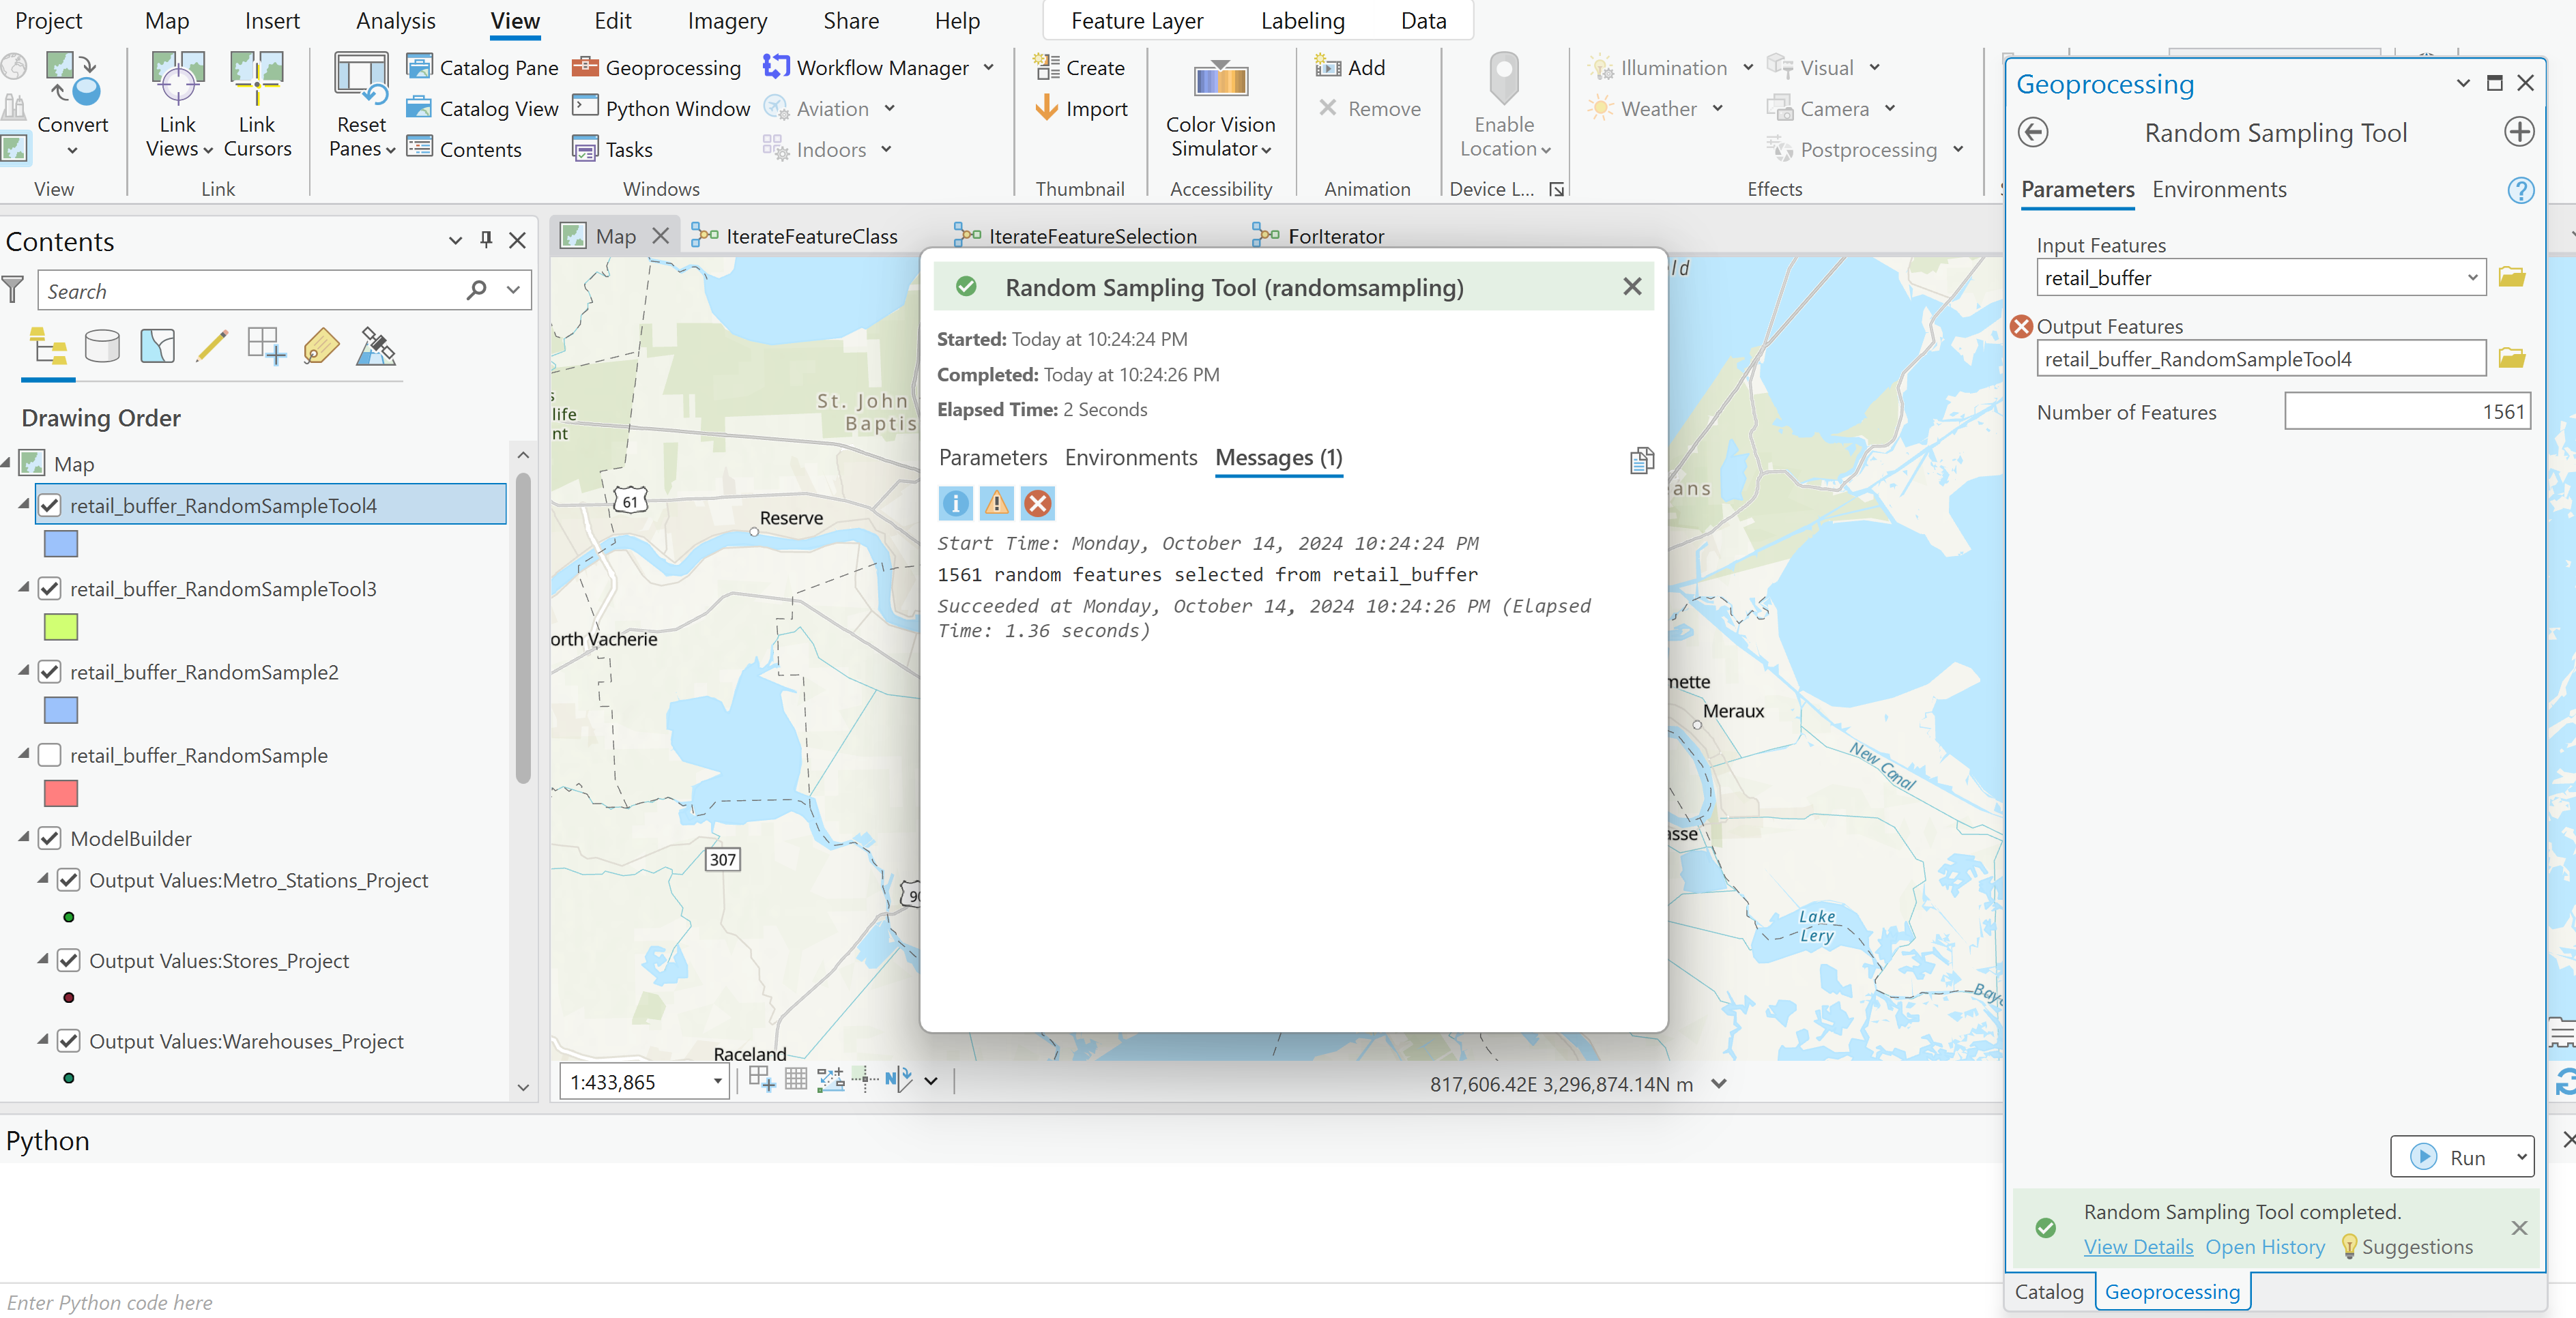 Project Map Insert Analysis View Edit Imagery Share Help Feature Layer Labeling Data
Convert
Link Views
Link Cursors
Reset Panes
Catalog Pane
Catalog View
Contents
Geoprocessing
Python Window
Tasks
Workflow Manager
Aviation
Indoors
Create
Import
Color Vision Simulator
Add
Remove
Enable Location
Illumination
Weather
Visual
Camera
Postprocessing
View Link Windows Thumbnail Accessibility Animation Device L... Effects
Contents
Search
Drawing Order
Map
retail_buffer_RandomSampleTool4
retail_buffer_RandomSampleTool3
retail_buffer_RandomSample2
retail_buffer_RandomSample
ModelBuilder
Output Values:Metro_Stations_Project
Output Values:Stores_Project
Output Values:Warehouses_Project
Map IterateFeatureClass IterateFeatureSelection ForIterator
St. John
Baptis
life
nt
61
Reserve
orth Vacherie
307
90
Raceland
ld
ans
mette
Meraux
New Canal
asse
Lake
Lery
Bay
Random Sampling Tool (randomsampling)
Started: Today at 10:24:24 PM
Completed: Today at 10:24:26 PM
Elapsed Time: 2 Seconds
Parameters Environments Messages (1)
Start Time: Monday, October 14, 2024 10:24:24 PM
1561 random features selected from retail_buffer
Succeeded at Monday, October 14, 2024 10:24:26 PM (Elapsed
Time: 1.36 seconds)
1:433,865
817,606.42E 3,296,874.14N m
Geoprocessing
Random Sampling Tool
Parameters Environments
Input Features
retail_buffer
Output Features
retail_buffer_RandomSampleTool4
Number of Features 1561
Run
Random Sampling Tool completed.
View Details Open History Suggestions
Catalog Geoprocessing
Python
Enter Python code here